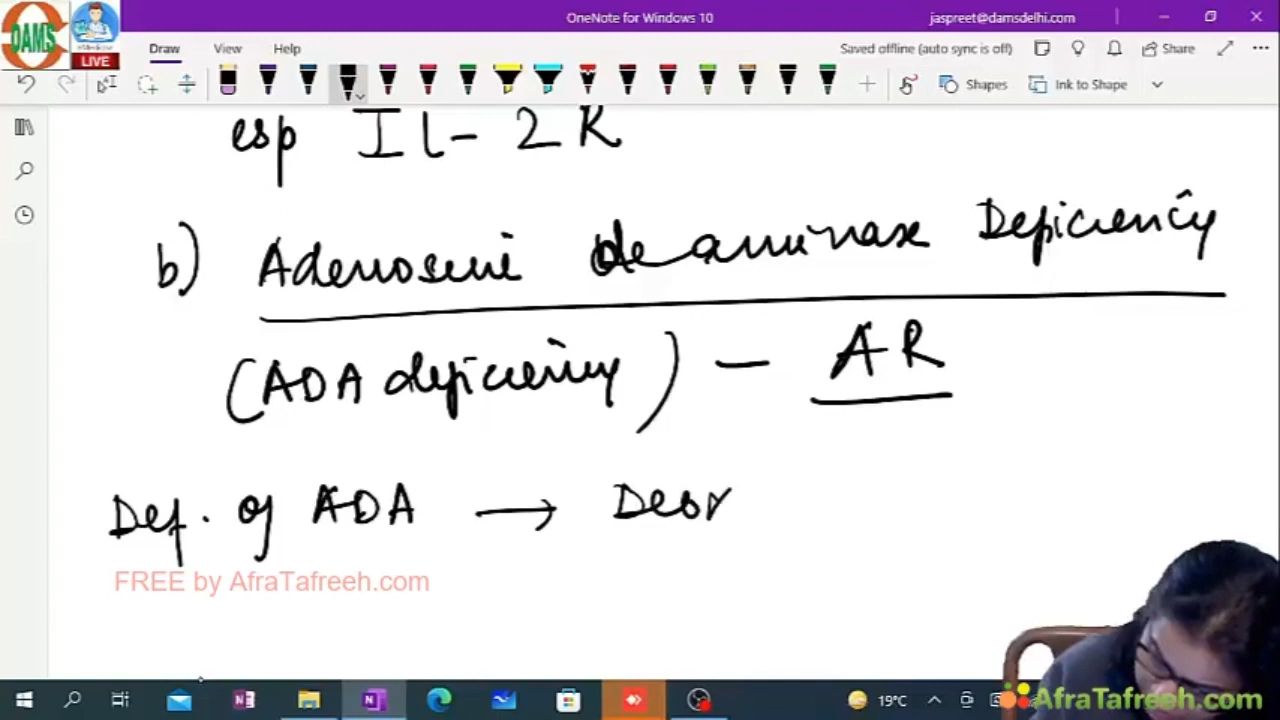 OneNote for Windows 10
jaspreet@damsdelhi.com
DAMS
eMedicoz
LIVE
Draw View Help
Saved offline (auto sync is off)
Share
Shapes
Ink to Shape
esp Il-2R
b) Adenosine deaminase Deficiency
(ADA deficiency) - AR
Def. of ADA → Deox
FREE by AfraTafreeh.com
19°C
AfraTafreeh.com